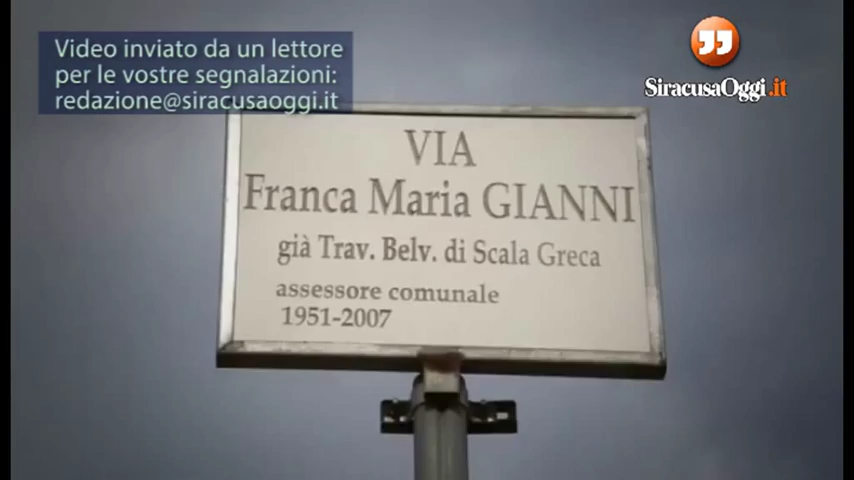 Video inviato da un lettore
per le vostre segnalazioni:
redazione@siracusaoggi.it
SiracusaOggi.it
VIA
Franca Maria GIANNI
già Trav. Belv. di Scala Greca
assessore comunale
1951-2007